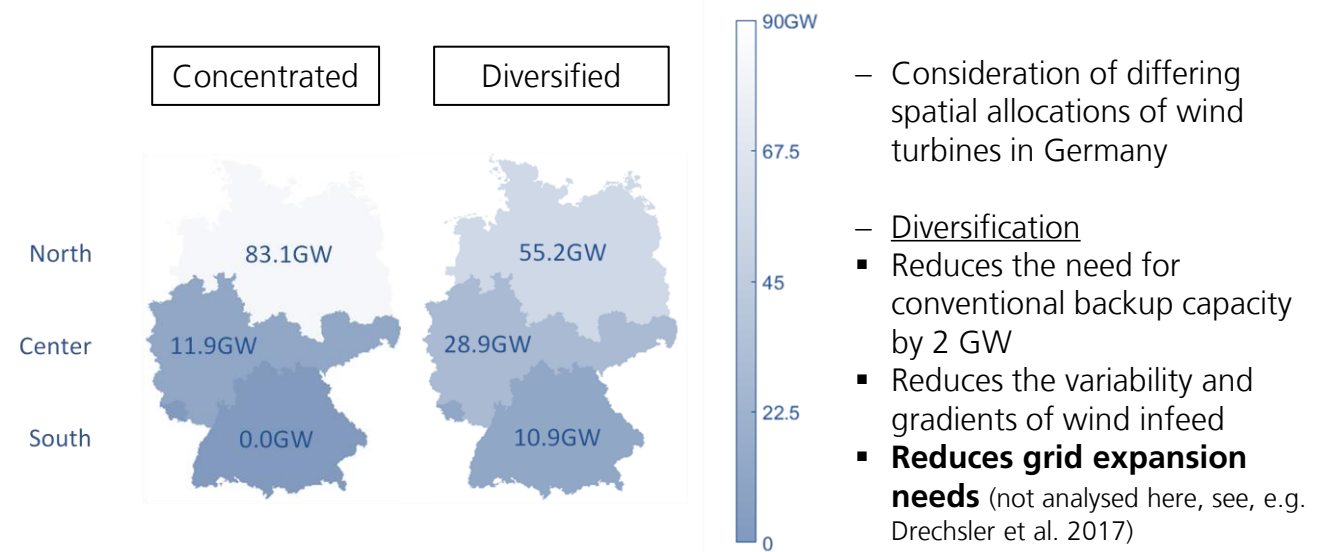 Concentrated
Diversified
North
Center
South
83.1GW
11.9GW
0.0GW
55.2GW
28.9GW
10.9GW
90GW
67.5
45
22.5
0
– Consideration of differing
spatial allocations of wind
turbines in Germany
– Diversification
▪ Reduces the need for
conventional backup capacity
by 2 GW
▪ Reduces the variability and
gradients of wind infeed
▪ Reduces grid expansion
needs (not analysed here, see, e.g.
Drechsler et al. 2017)